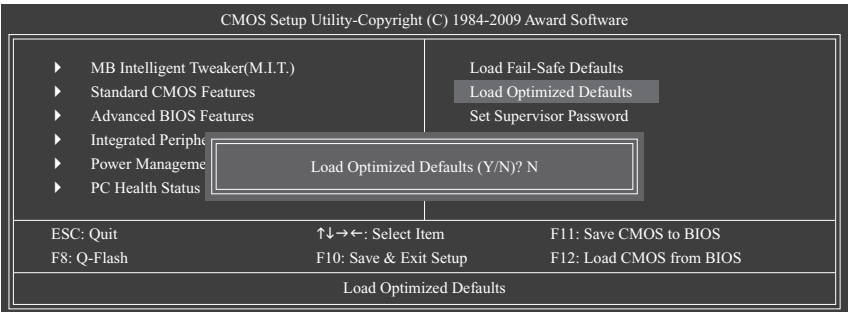 CMOS Setup Utility-Copyright (C) 1984-2009 Award Software
MB Intelligent Tweaker(M.I.T.)
Standard CMOS Features
Advanced BIOS Features
Integrated Periphe
Power Manageme
PC Health Status
Load Fail-Safe Defaults
Load Optimized Defaults
Set Supervisor Password
Load Optimized Defaults (Y/N)? N
ESC: Quit
↑↓→←: Select Item
F11: Save CMOS to BIOS
F8: Q-Flash
F10: Save & Exit Setup
F12: Load CMOS from BIOS
Load Optimized Defaults